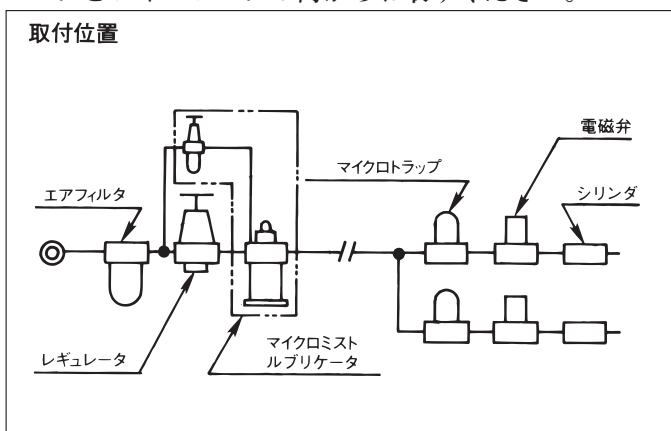 取付位置
電磁弁
マイクロトラップ
シリンダ
エアフィルタ
レギュレータ
マイクロミスト
ルブリケータ